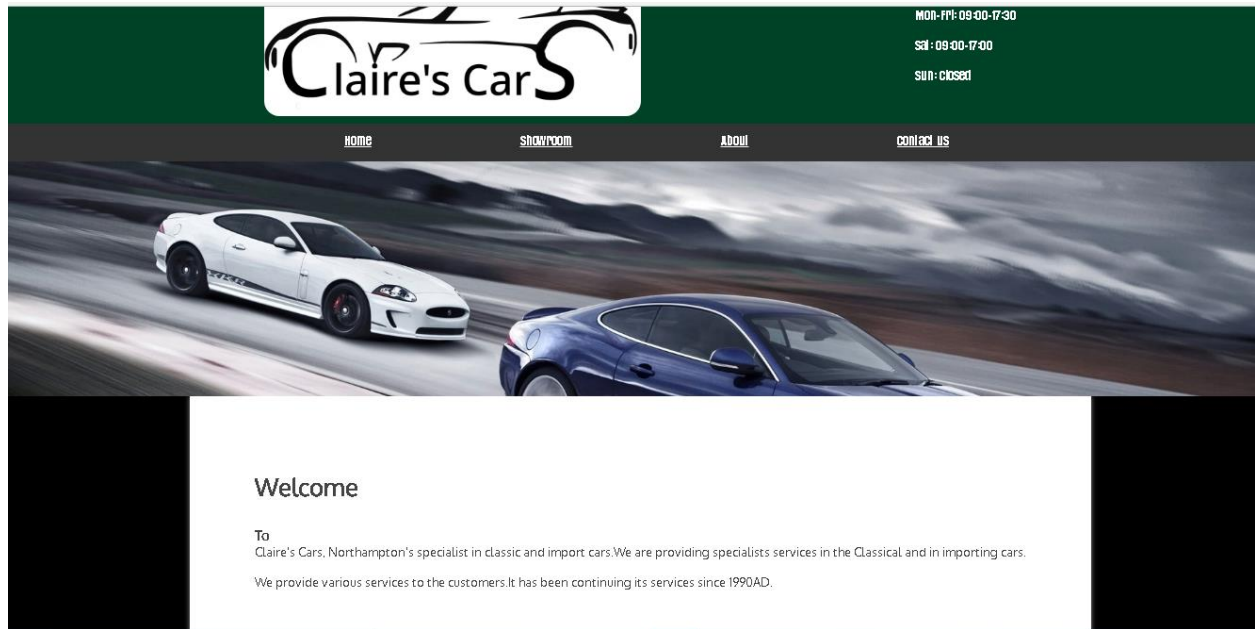 Mon-Fri: 09:00-17:30
Claire's Cars
Sat : 09:00-17:00
Sun : closed
Home
Showroom
About
Contact us
XKR
Welcome
To
Claire's Cars, Northampton's specialist in classic and import cars.We are providing specialists services in the Classical and in importing cars.
We provide various services to the customers.It has been continuing its services since 1990AD.